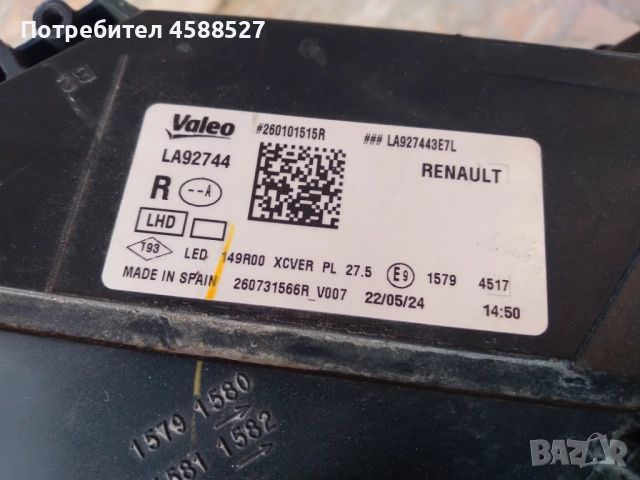 Потребител 4588527
Valeo #260101515R ### LA927443E7L
LA92744 RENAULT
R --A
LHD
193 LED 149R00 XCVER PL 27.5 E9 1579 4517
MADE IN SPAIN 260731566R_V007 22/05/24 14:50
1579 1580
1581 1582
BAZAR